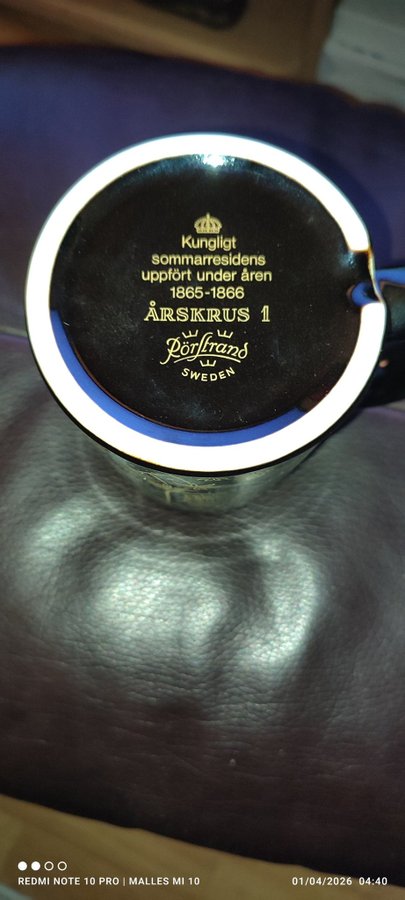 Kungligt
sommarresidens
uppfört under åren
1865-1866
ÅRSKRUS 1
Rörstrand
SWEDEN
REDMI NOTE 10 PRO | MALLES MI 10
01/04/2026 04:40